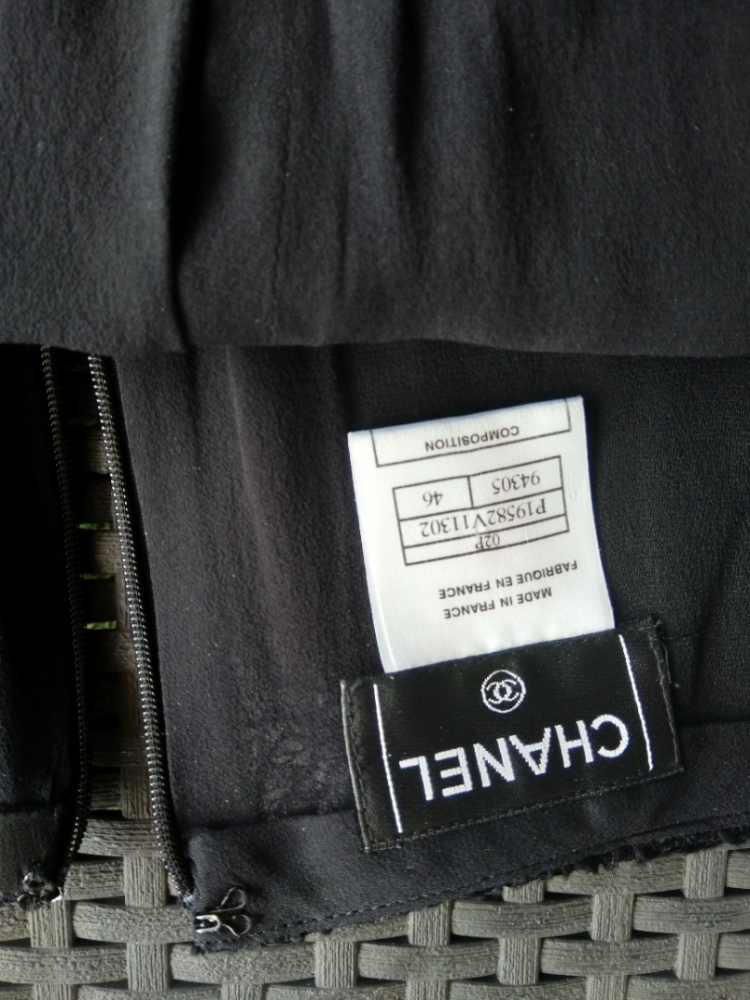 CHANEL
MADE IN FRANCE
FABRIQUE EN FRANCE
02P
P19582V11302
94305 46
COMPOSITION